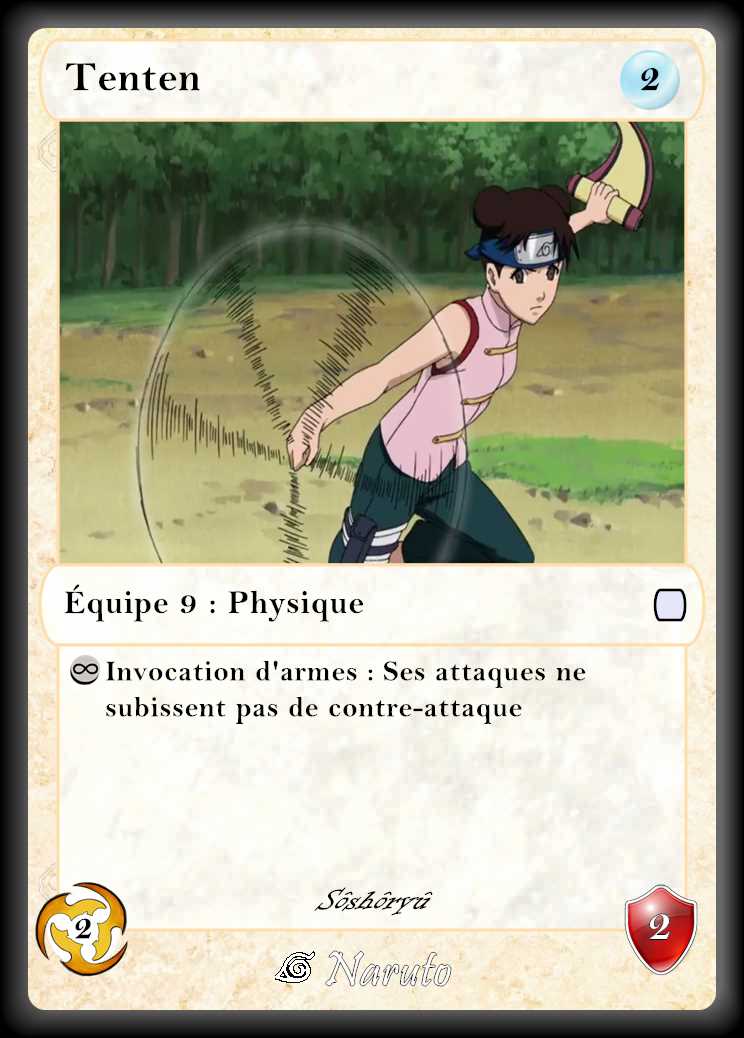 Tenten
2
Équipe 9 : Physique
∞ Invocation d'armes : Ses attaques ne
subissent pas de contre-attaque
Sôshôryû
2
2
Naruto